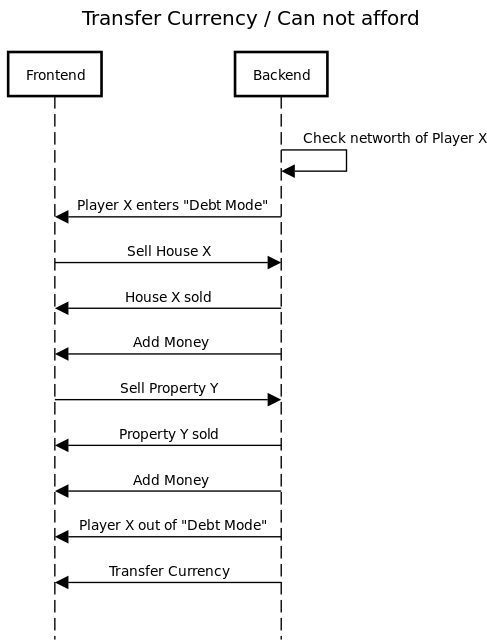 Transfer Currency / Can not afford
Frontend
Backend
Check networth of Player X
Player X enters "Debt Mode"
Sell House X
House X sold
Add Money
Sell Property Y
Property Y sold
Add Money
Player X out of "Debt Mode"
Transfer Currency